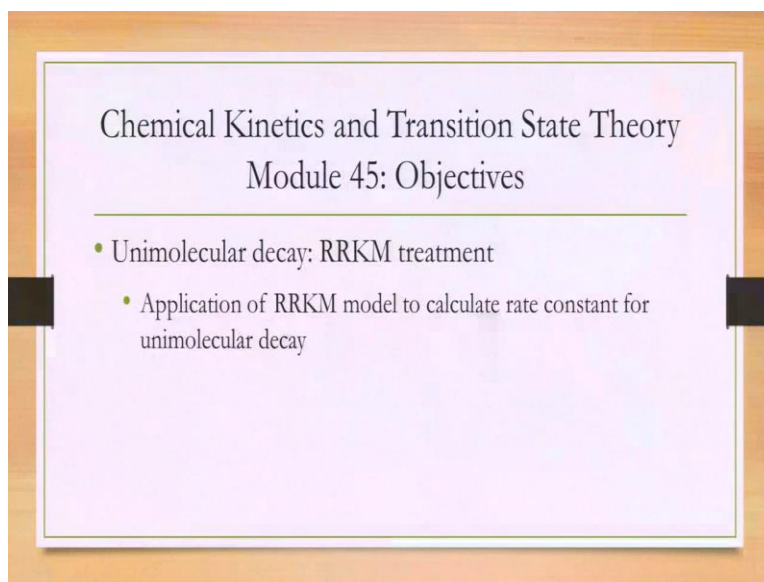 Chemical Kinetics and Transition State Theory
Module 45: Objectives
• Unimolecular decay: RRKM treatment
• Application of RRKM model to calculate rate constant for
unimolecular decay